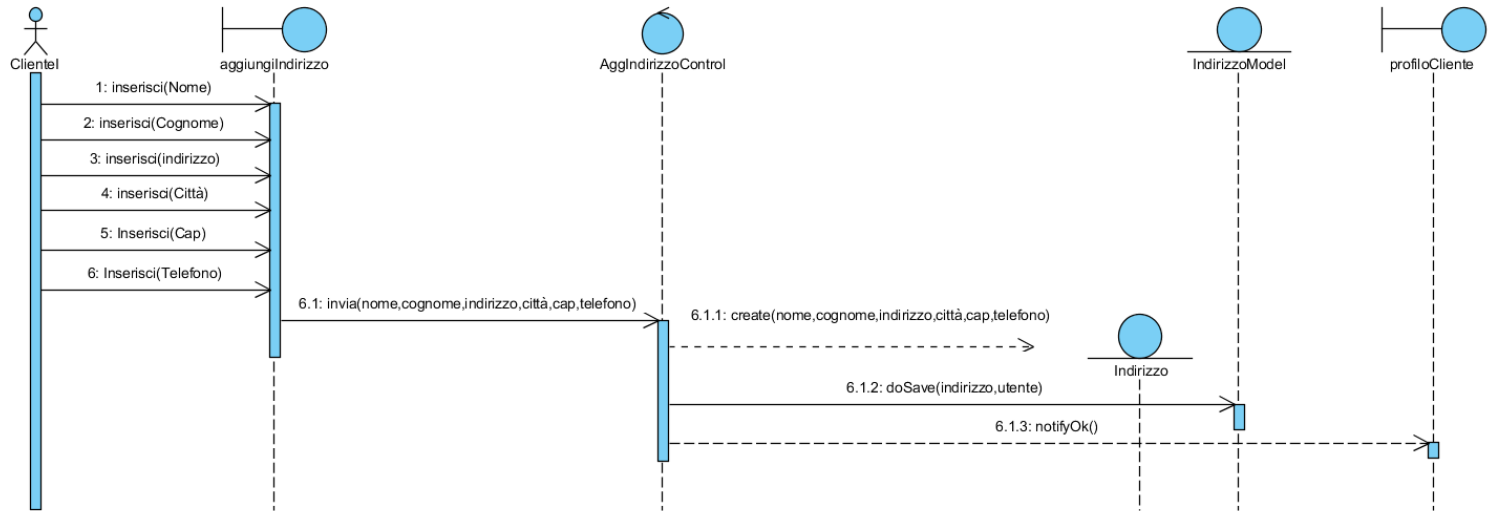 ClienteI
aggiungiIndirizzo
AggIndirizzoControl
IndirizzoModel
profiloCliente
1: inserisci(Nome)
2: inserisci(Cognome)
3: inserisci(indirizzo)
4: inserisci(Città)
5: Inserisci(Cap)
6: Inserisci(Telefono)
6.1: invia(nome,cognome,indirizzo,città,cap,telefono)
6.1.1: create(nome,cognome,indirizzo,città,cap,telefono)
Indirizzo
6.1.2: doSave(indirizzo,utente)
6.1.3: notifyOk()